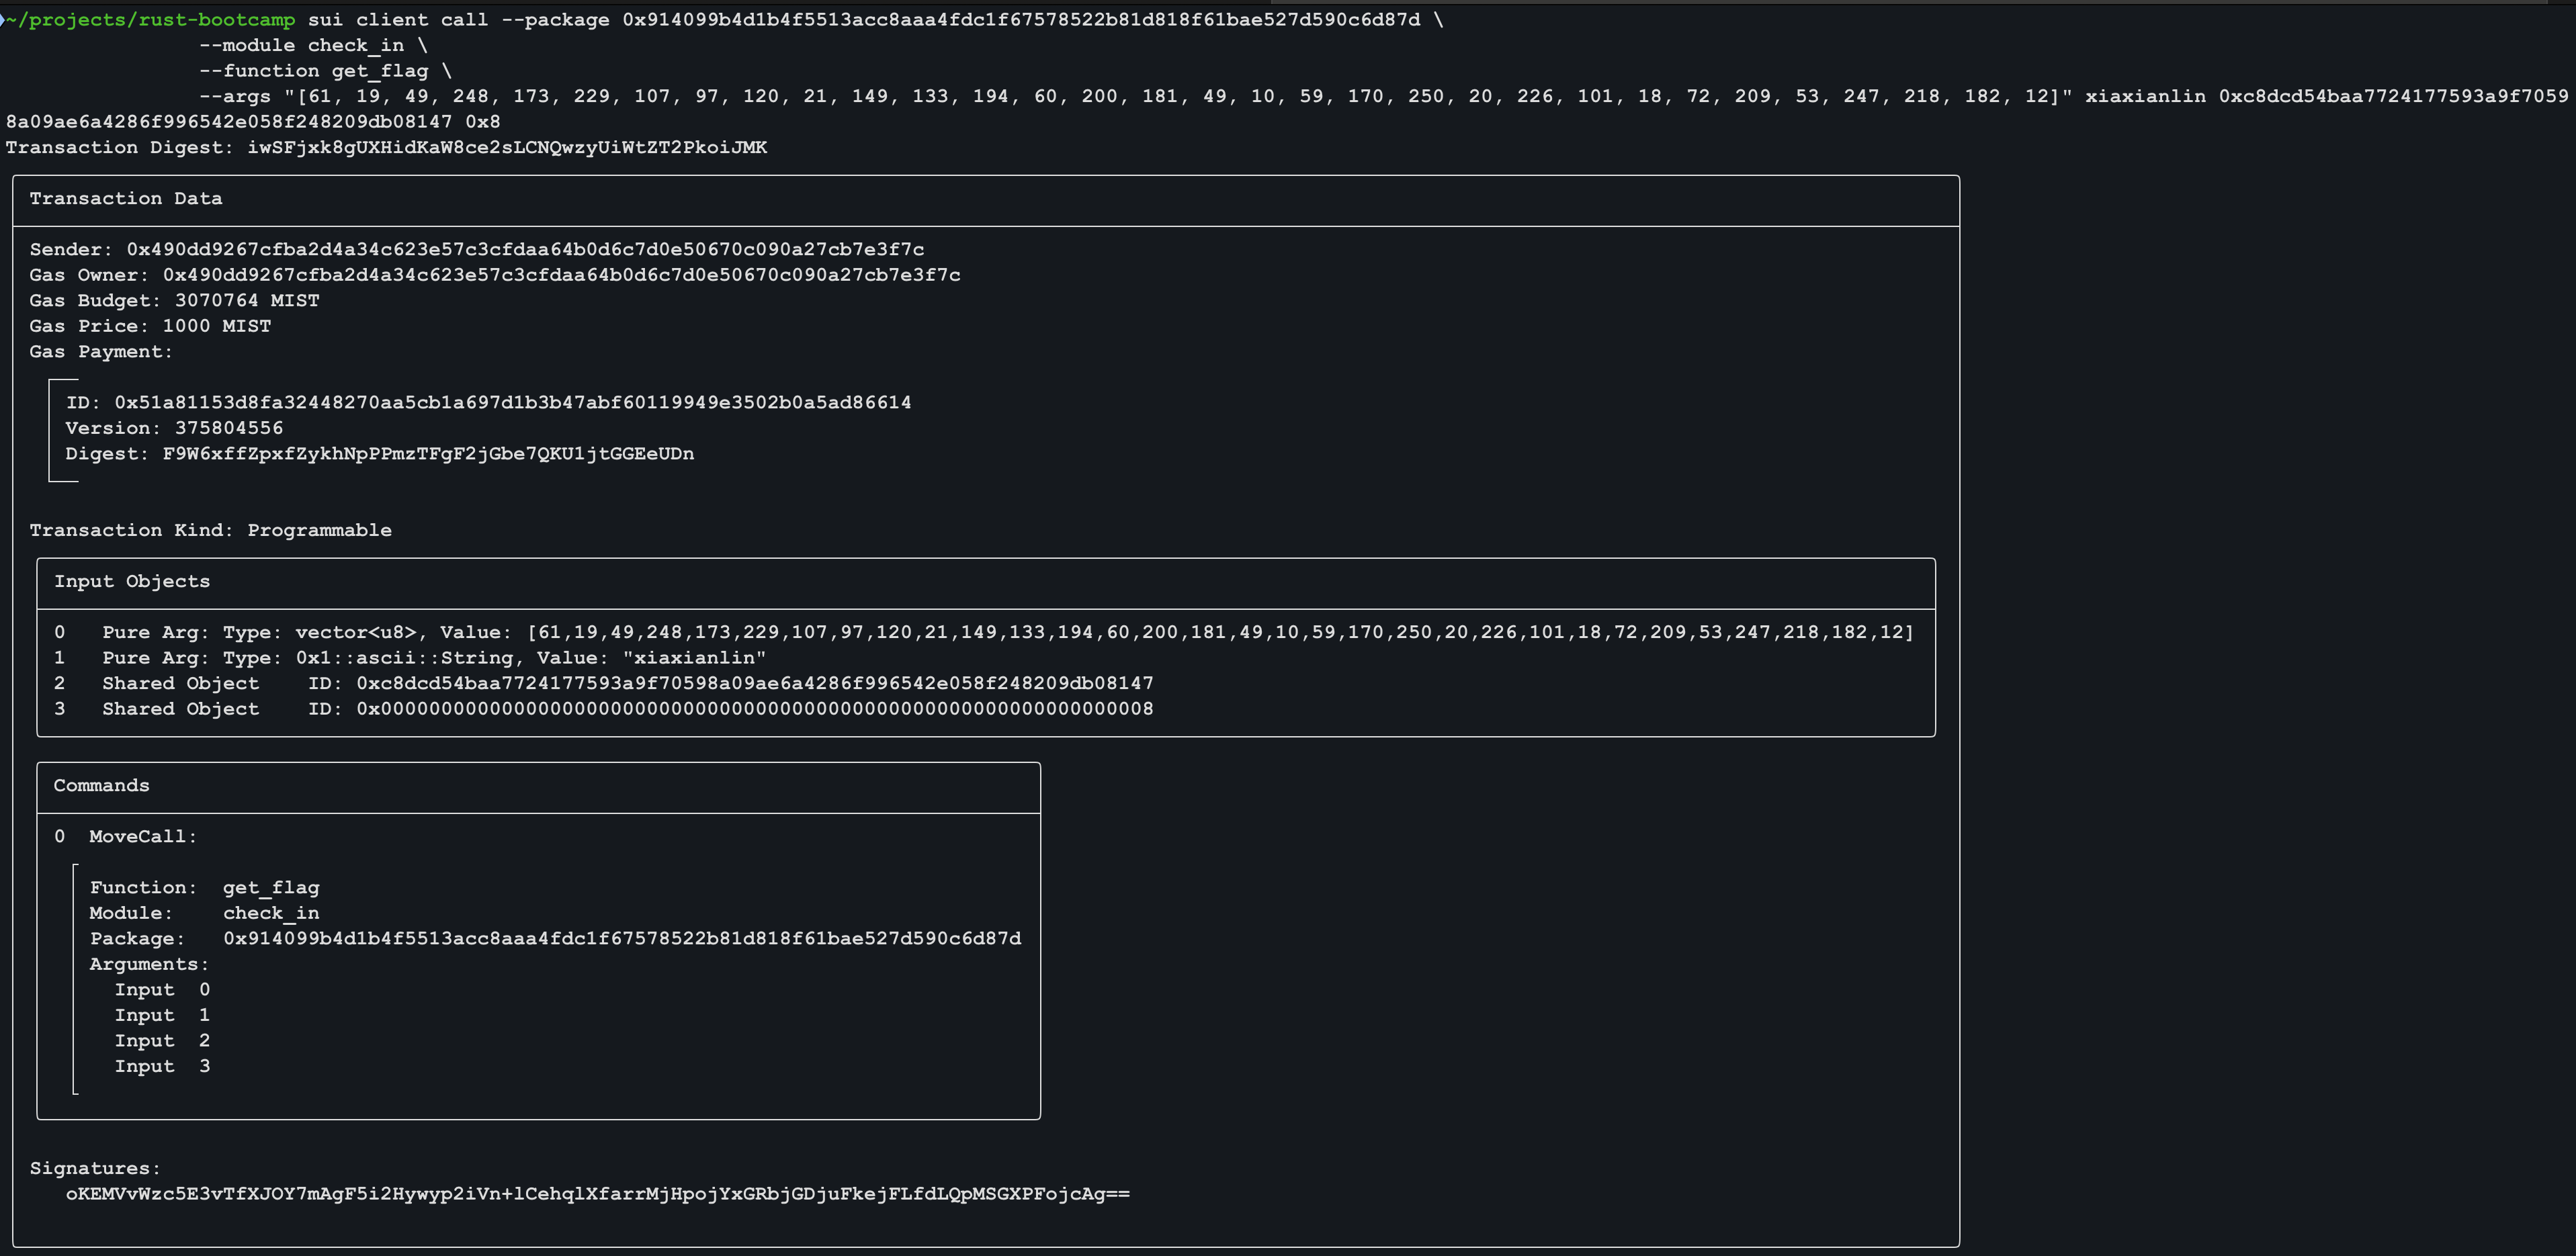 ~/projects/rust-bootcamp sui client call --package 0x914099b4d1b4f5513acc8aaa4fdc1f67578522b81d818f61bae527d590c6d87d \
--module check_in \
--function get_flag \
--args "[61, 19, 49, 248, 173, 229, 107, 97, 120, 21, 149, 133, 194, 60, 200, 181, 49, 10, 59, 170, 250, 20, 226, 101, 18, 72, 209, 53, 247, 218, 182, 12]" xiaxianlin 0xc8dcd54baa7724177593a9f7059
8a09ae6a4286f996542e058f248209db08147 0x8
Transaction Digest: iwSFjxk8gUXHidKaW8ce2sLCNQwzyUiWtZT2PkoiJMK
Transaction Data
Sender: 0x490dd9267cfba2d4a34c623e57c3cfdaa64b0d6c7d0e50670c090a27cb7e3f7c
Gas Owner: 0x490dd9267cfba2d4a34c623e57c3cfdaa64b0d6c7d0e50670c090a27cb7e3f7c
Gas Budget: 3070764 MIST
Gas Price: 1000 MIST
Gas Payment:
ID: 0x51a81153d8fa32448270aa5cb1a697d1b3b47abf60119949e3502b0a5ad86614
Version: 375804556
Digest: F9W6xffZpxfZykhNpPPmzTFgF2jGbe7QKU1jtGGEeUDn
Transaction Kind: Programmable
Input Objects
0 Pure Arg: Type: vector<u8>, Value: [61,19,49,248,173,229,107,97,120,21,149,133,194,60,200,181,49,10,59,170,250,20,226,101,18,72,209,53,247,218,182,12]
1 Pure Arg: Type: 0x1::ascii::String, Value: "xiaxianlin"
2 Shared Object ID: 0xc8dcd54baa7724177593a9f70598a09ae6a4286f996542e058f248209db08147
3 Shared Object ID: 0x0000000000000000000000000000000000000000000000000000000000000008
Commands
0 MoveCall:
Function: get_flag
Module: check_in
Package: 0x914099b4d1b4f5513acc8aaa4fdc1f67578522b81d818f61bae527d590c6d87d
Arguments:
Input 0
Input 1
Input 2
Input 3
Signatures:
oKEMVvWzc5E3vTfXJOY7mAgF5i2Hywyp2iVn+lCehqlXfarrMjHpojYxGRbjGDjuFkejFLfdLQpMSGXPFojcAg==